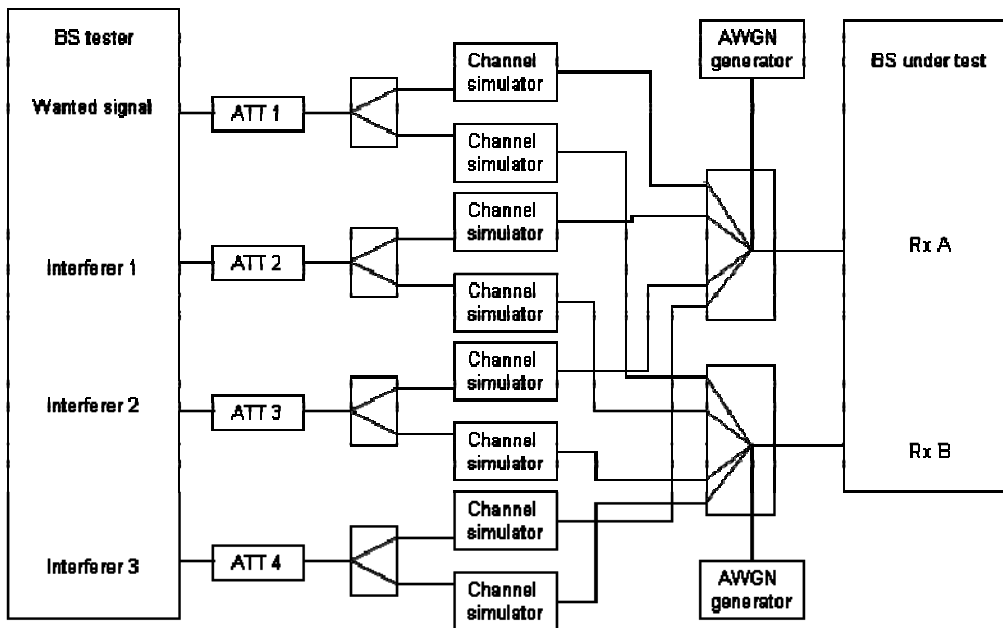 BS tester
Wanted signal
Interferer 1
Interferer 2
Interferer 3
ATT 1
ATT 2
ATT 3
ATT 4
Channel
simulator
Channel
simulator
Channel
simulator
Channel
simulator
Channel
simulator
Channel
simulator
Channel
simulator
Channel
simulator
AWGN
generator
AWGN
generator
BS under test
Rx A
Rx B